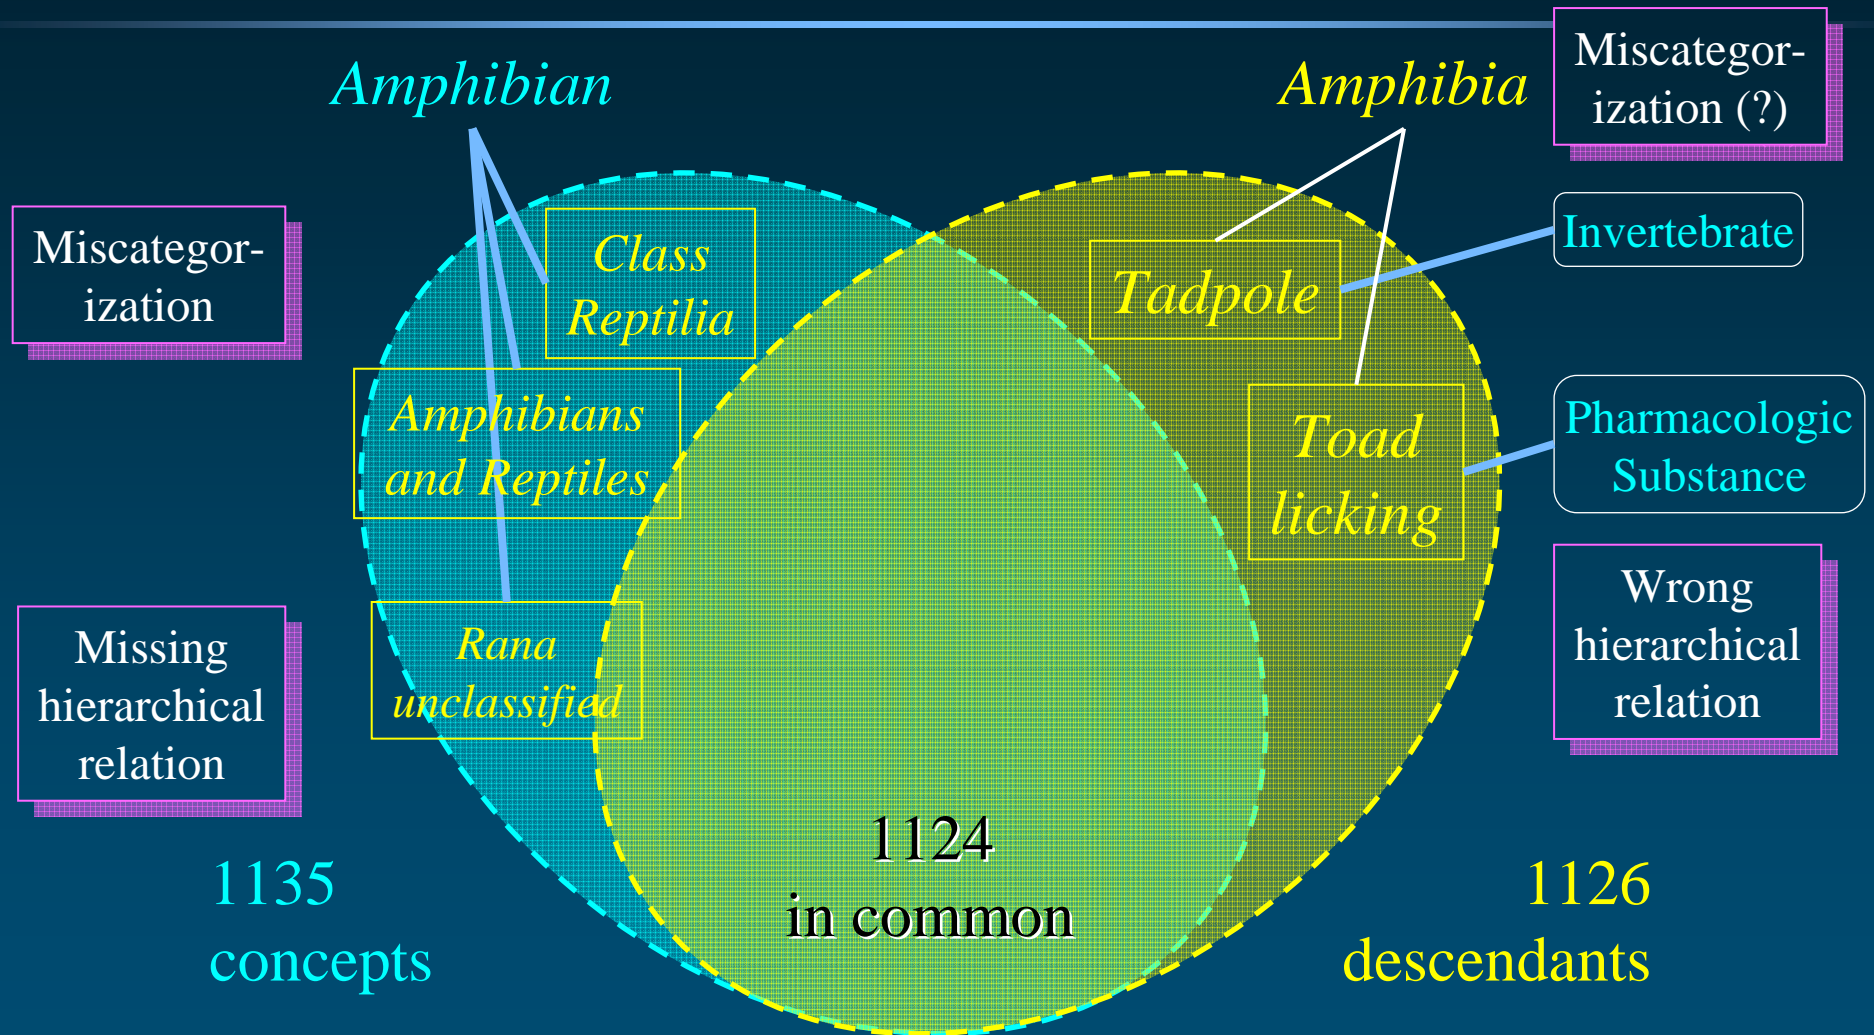 Amphibian
Amphibia
Miscategor-
ization (?)
Miscategor-
ization
Class
Reptilia
Tadpole
Invertebrate
Amphibians
and Reptiles
Toad
licking
Pharmacologic
Substance
Missing
hierarchical
relation
Rana
unclassified
Wrong
hierarchical
relation
1124
in common
1135
concepts
1126
descendants